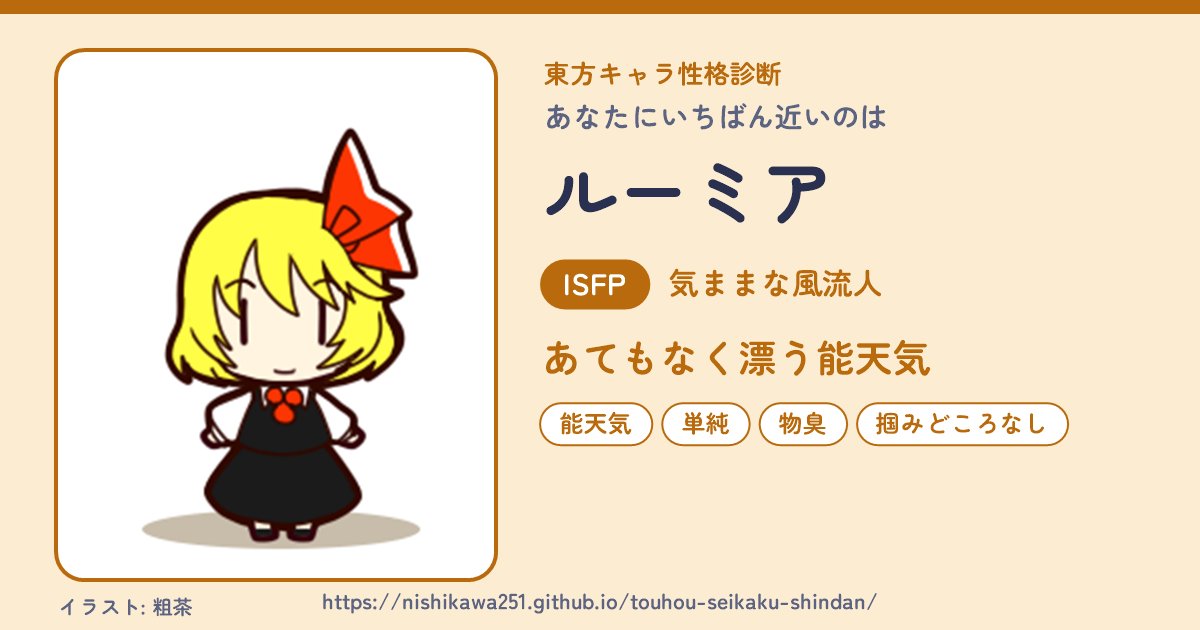 東方キャラ性格診断
あなたにいちばん近いのは
ルーミア
ISFP 気ままな風流人
あてもなく漂う能天気
能天気 単純 物臭 掴みどころなし
イラスト: 粗茶
https://nishikawa251.github.io/touhou-seikaku-shindan/